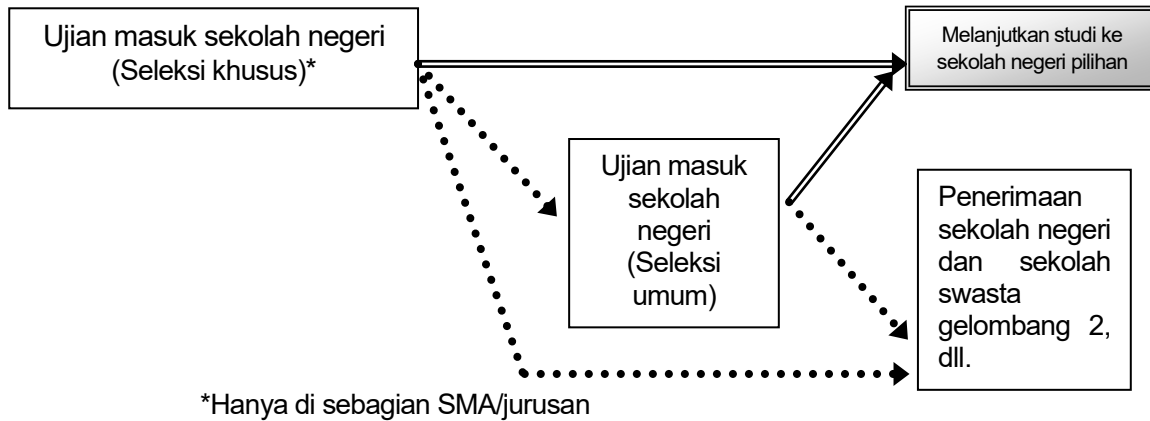 Ujian masuk sekolah negeri
(Seleksi khusus)*
Melanjutkan studi ke
sekolah negeri pilihan
Ujian masuk
sekolah
negeri
(Seleksi
umum)
Penerimaan
sekolah negeri
dan sekolah
swasta
gelombang 2,
dll.
*Hanya di sebagian SMA/jurusan